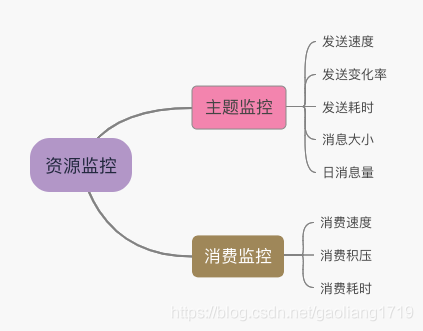 资源监控
主题监控
发送速度
发送变化率
发送耗时
消息大小
日消息量
消费监控
消费速度
消费积压
消费耗时
https://blog.csdn.net/gaoliang1719